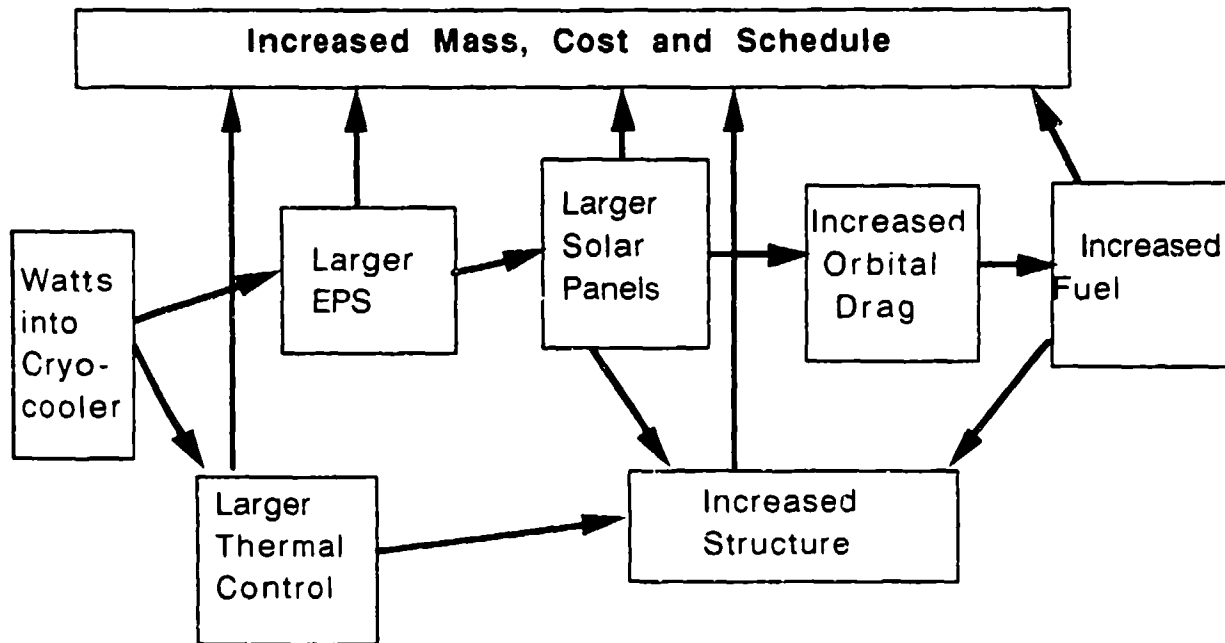 Increased Mass, Cost and Schedule
Watts
into
Cryo-
cooler
Larger
EPS
Larger
Solar
Panels
Increased
Orbital
Drag
Increased
Fuel
Larger
Thermal
Control
Increased
Structure